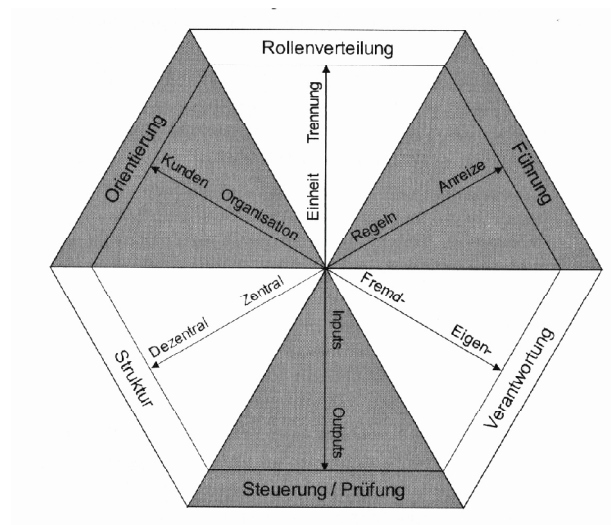 Rollenverteilung
Einheit Trennung
Orientierung
Kunden Organisation
Regeln Anreize
Führung
Dezentral Zentral
Struktur
Fremd- Eigen-
Verantwortung
Inputs Outputs
Steuerung / Prüfung